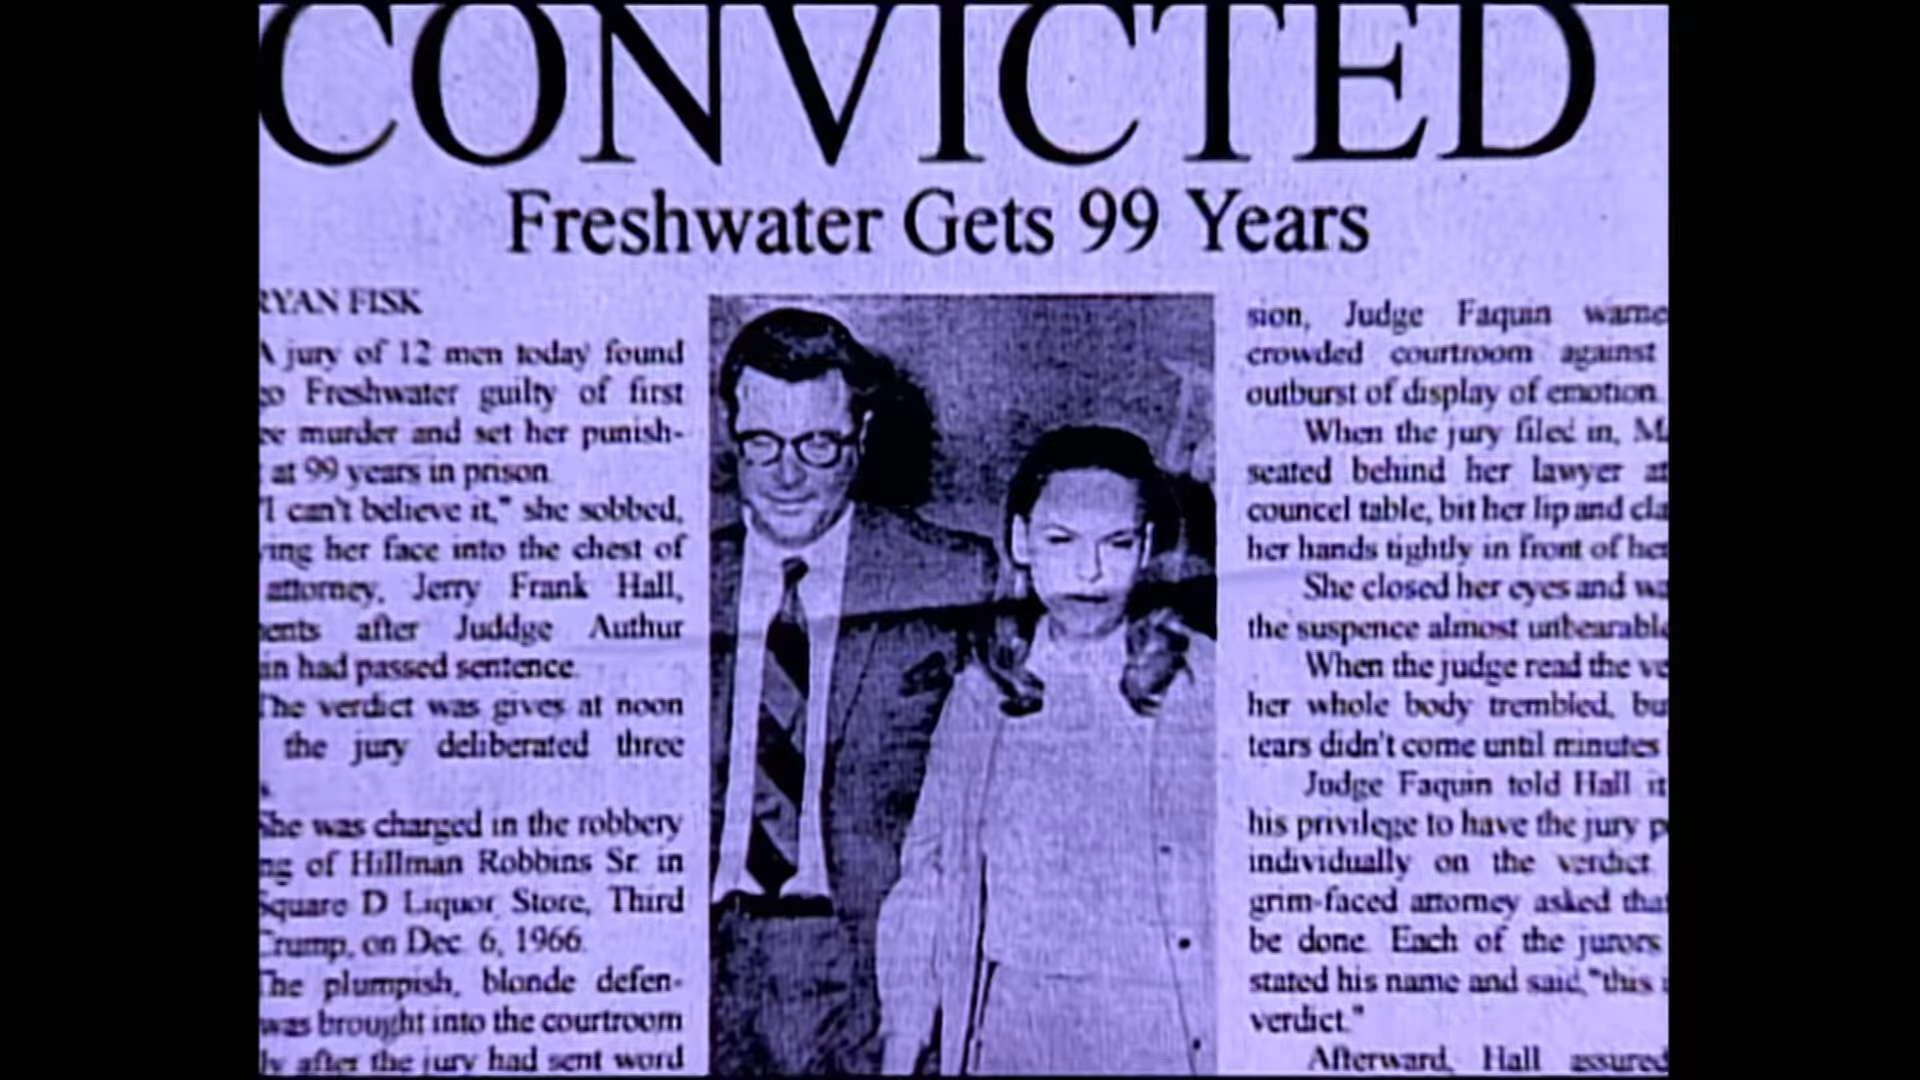 CONVICTED
Freshwater Gets 99 Years
RYAN FISK
A jury of 12 men today found
Freshwater guilty of first
murder and set her punish-
at 99 years in prison.
"I can't believe it," she sobbed,
her face into the chest of
attorney, Jerry Frank Hall,
after Juddge Authur
had passed sentence.
The verdict was gives at noon
the jury deliberated three
She was charged in the robbery
of Hillman Robbins Sr. in
Square D Liquor Store, Third
Crump, on Dec. 6, 1966.
The plumpish, blonde defen-
was brought into the courtroom
after the jury had sent word
sion, Judge Faquin warne
crowded courtroom against
outburst of display of emotion.
When the jury filed in, M
seated behind her lawyer at
councel table, bit her lip and cla
her hands tightly in front of her
She closed her eyes and wa
the suspence almost unbearable
When the judge read the ve
her whole body trembled, bu
tears didn't come until minutes
Judge Faquin told Hall it
his privilege to have the jury p
individually on the verdict.
grim-faced attorney asked that
be done. Each of the jurors
stated his name and said, "this
verdict."
Afterward, Hall assured